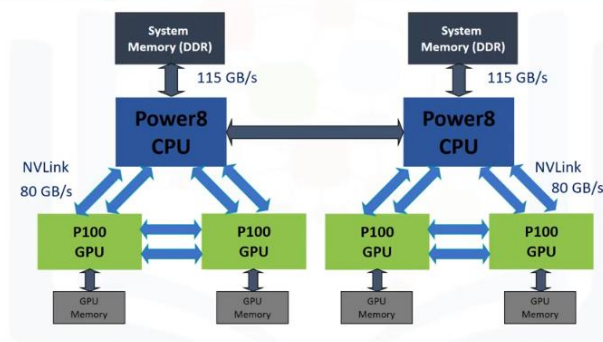 System
Memory (DDR)
System
Memory (DDR)
115 GB/s
115 GB/s
Power8
CPU
Power8
CPU
NVLink
80 GB/s
NVLink
80 GB/s
P100
GPU
P100
GPU
P100
GPU
P100
GPU
GPU
Memory
GPU
Memory
GPU
Memory
GPU
Memory